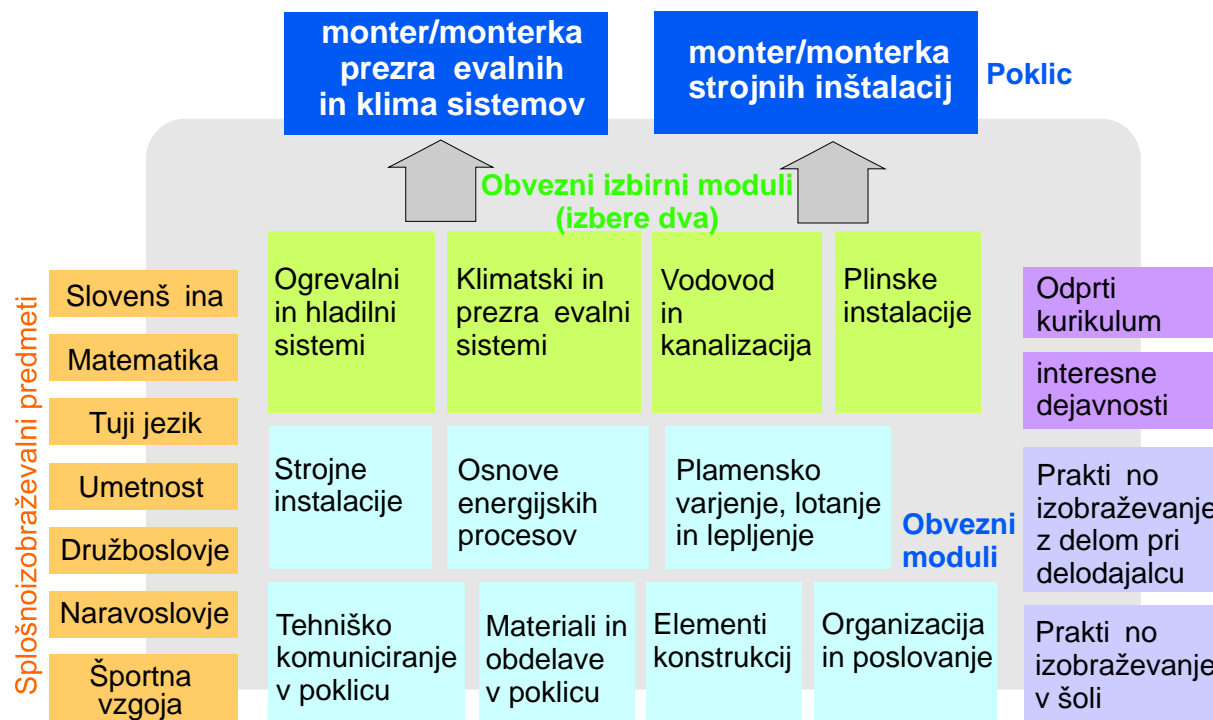 monter/monterka
prezra evalnih
in klima sistemov
monter/monterka
strojnih inštalacij
Poklic
Obvezni izbirni moduli
(izbere dva)
Splošnoizobraževalni predmeti
Slovenš ina
Matematika
Tuji jezik
Umetnost
Družboslovje
Naravoslovje
Športna
vzgoja
Ogrevalni
in hladilni
sistemi
Klimatski in
prezra evalni
sistemi
Vodovod
in
kanalizacija
Plinske
instalacije
Strojne
instalacije
Osnove
energijskih
procesov
Plamensko
varjenje, lotanje
in lepljenje
Obvezni
moduli
Tehniško
komuniciranje
v poklicu
Materiali in
obdelave
v poklicu
Elementi
konstrukcij
Organizacija
in poslovanje
Odprti
kurikulum
interesne
dejavnosti
Prakti no
izobraževanje
z delom pri
delodajalcu
Prakti no
izobraževanje
v šoli